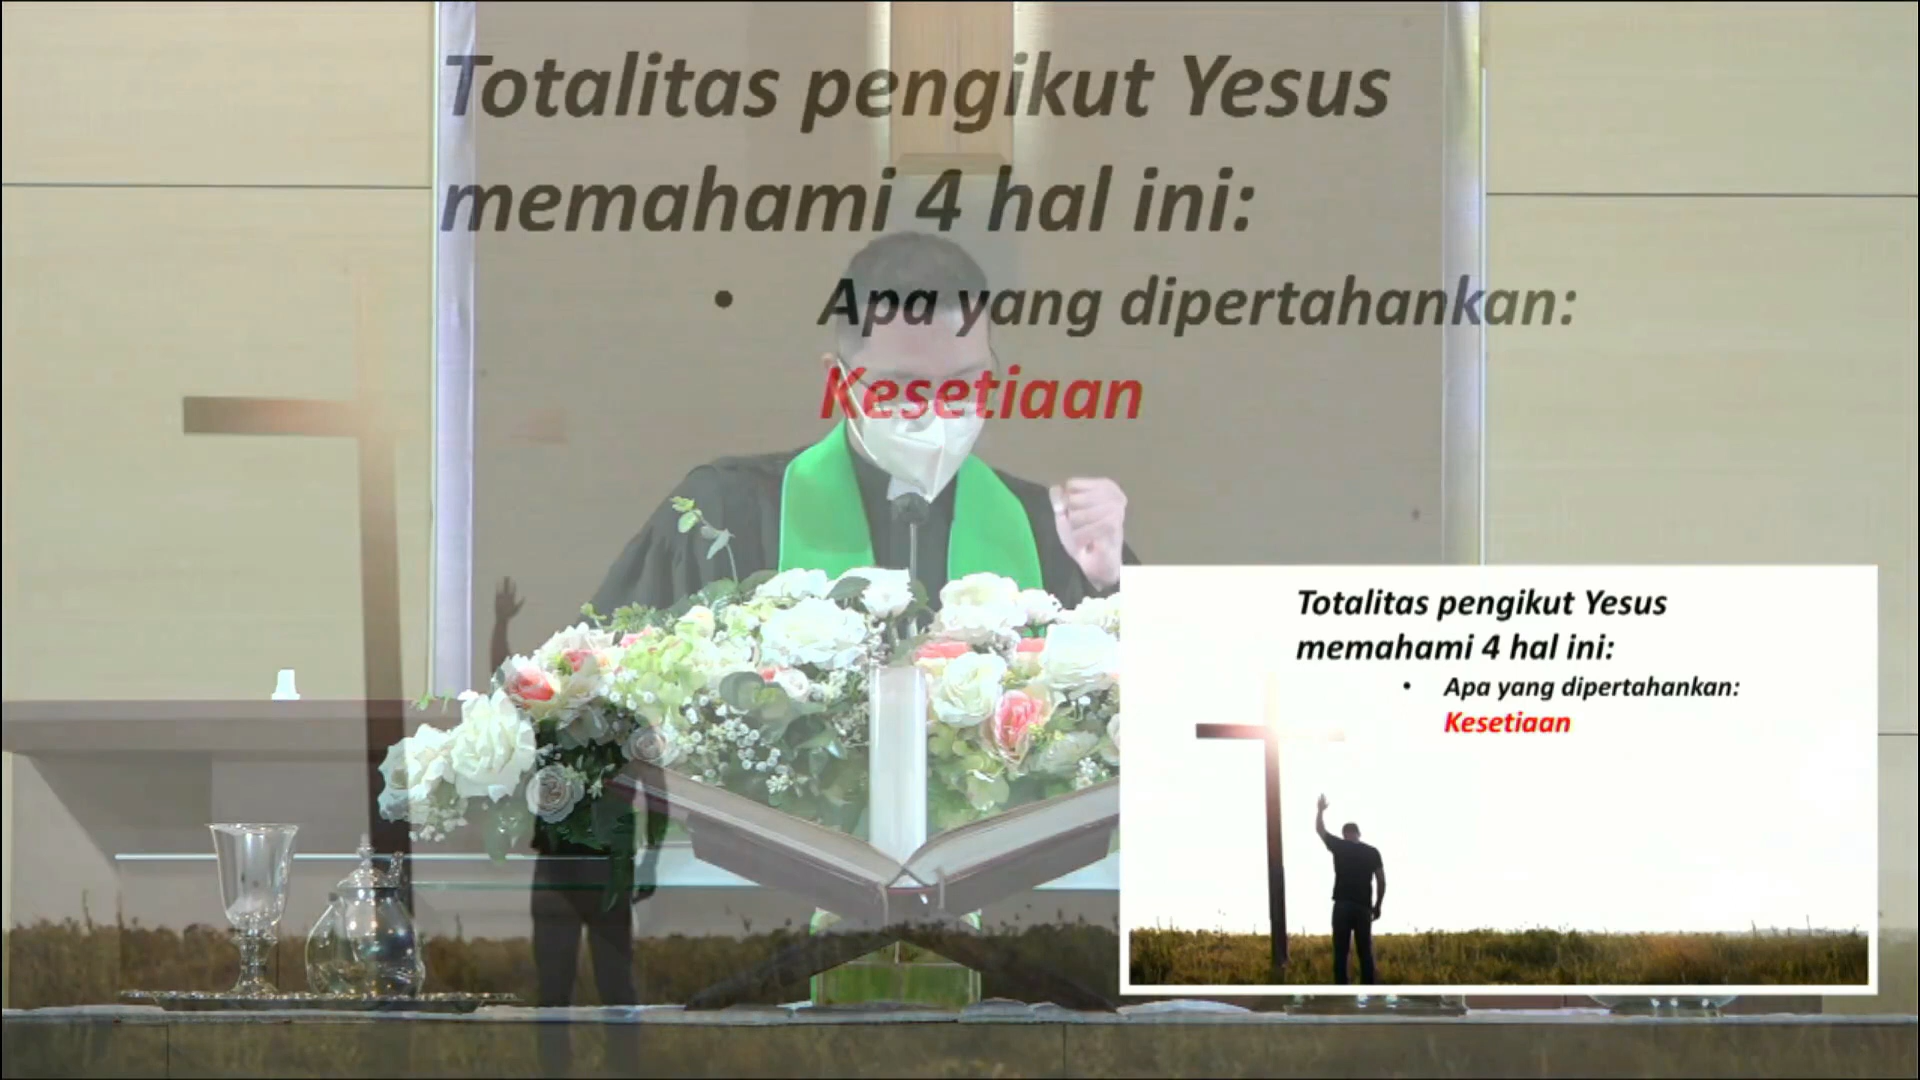 Totalitas pengikut Yesus
memahami 4 hal ini:
• Apa yang dipertahankan:
Kesetiaan
Totalitas pengikut Yesus
memahami 4 hal ini:
• Apa yang dipertahankan:
Kesetiaan